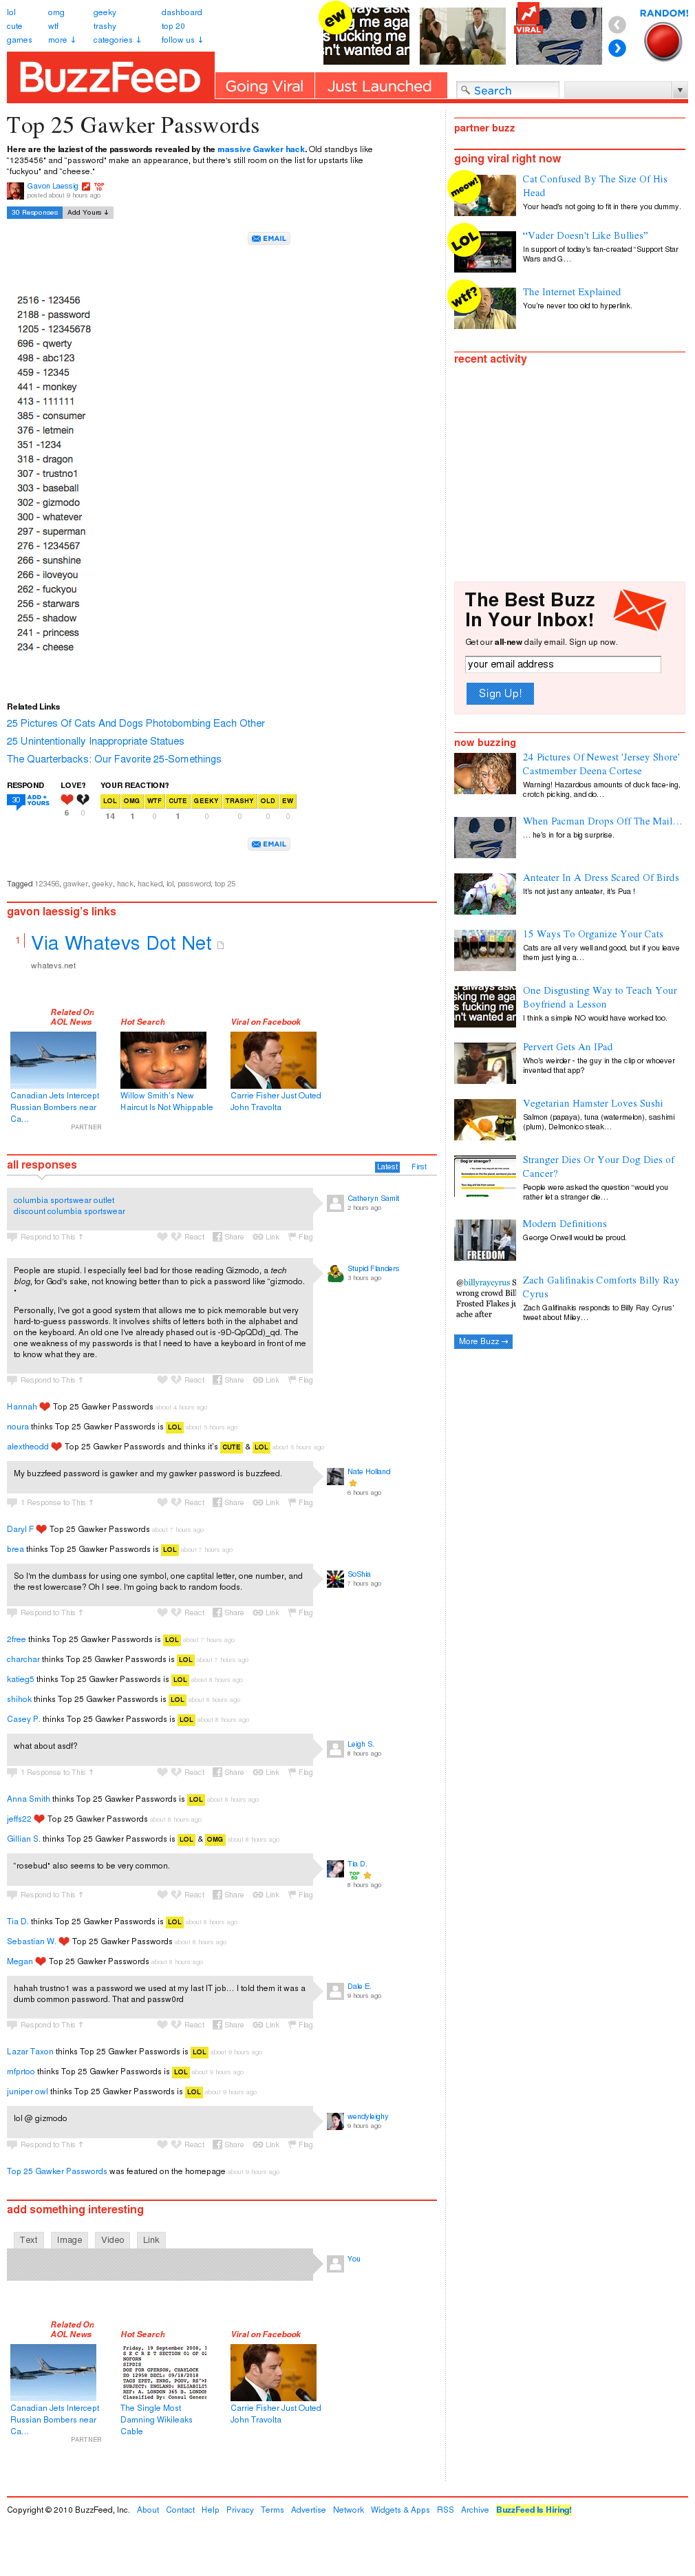 lol omg geeky dashboard
cute wtf trashy top 20
games more ↓ categories ↓ follow us ↓
ew
VIRAL
RANDOM!
BuzzFeed
Going Viral
Just Launched
Search
Top 25 Gawker Passwords
Here are the laziest of the passwords revealed by the massive Gawker hack. Old standbys like
"123456" and "password" make an appearance, but there's still room on the list for upstarts like
"fuckyou" and "cheese."
Gavon Laessig TOP 10
posted about 9 hours ago
30 Responses Add Yours ↓
EMAIL
2516 - 123456
2188 - password
1205 - 12345678
696 - qwerty
498 - abc123
459 - 12345
441 - monkey
413 - 111111
385 - consumer
376 - letmein
351 -1234
318 - dragon
307 - trustno1
303 - baseball
302 - gizmodo
300 - whatever
297 - superman
276 - 1234567
266 - sunshine
266 - iloveyou
262 - fuckyou
256 - starwars
255 - shadow
241 - princess
234 - cheese
Related Links
25 Pictures Of Cats And Dogs Photobombing Each Other
25 Unintentionally Inappropriate Statues
The Quarterbacks: Our Favorite 25-Somethings
RESPOND LOVE? YOUR REACTION?
30 ADD + YOURS LOL OMG WTF CUTE GEEKY TRASHY OLD EW
6 0 14 1 0 1 0 0 0 0
EMAIL
Tagged 123456, gawker, geeky, hack, hacked, lol, password, top 25
gavon laessig's links
1 Via Whatevs Dot Net
whatevs.net
Related On AOL News
Hot Search
Viral on Facebook
Canadian Jets Intercept Russian Bombers near Ca...
PARTNER
Willow Smith's New Haircut Is Not Whippable
Carrie Fisher Just Outed John Travolta
all responses Latest First
columbia sportswear outlet
discount columbia sportswear
Catheryn Samit
2 hours ago
Respond to This ↑ React Share Link Flag
People are stupid. I especially feel bad for those reading Gizmodo, a tech
blog, for God's sake, not knowing better than to pick a password like "gizmodo.
"
Personally, I've got a good system that allows me to pick memorable but very
hard-to-guess passwords. It involves shifts of letters both in the alphabet and
on the keyboard. An old one I've already phased out is -9D-QpQDd)_qd. The
one weakness of my passwords is that I need to have a keyboard in front of me
to know what they are.
Stupid Flanders
3 hours ago
Respond to This ↑ React Share Link Flag
Hannah Top 25 Gawker Passwords about 4 hours ago
noura thinks Top 25 Gawker Passwords is LOL
alextheodd Top 25 Gawker Passwords and thinks it's CUTE & LOL
My buzzfeed password is gawker and my gawker password is buzzfeed.
Nate Holland
6 hours ago
1 Response to This ↑ React Share Link Flag
Daryl F Top 25 Gawker Passwords about 7 hours ago
brea thinks Top 25 Gawker Passwords is LOL about 7 hours ago
So I'm the dumbass for using one symbol, one captital letter, one number, and
the rest lowercase? Oh I see. I'm going back to random foods.
SoShia
7 hours ago
Respond to This ↑ React Share Link Flag
2free thinks Top 25 Gawker Passwords is LOL about 7 hours ago
charchar thinks Top 25 Gawker Passwords is LOL about 7 hours ago
katieg5 thinks Top 25 Gawker Passwords is LOL about 8 hours ago
shihok thinks Top 25 Gawker Passwords is LOL about 8 hours ago
Casey P. thinks Top 25 Gawker Passwords is LOL about 8 hours ago
what about asdf?
Leigh S.
8 hours ago
1 Response to This ↑ React Share Link Flag
Anna Smith thinks Top 25 Gawker Passwords is LOL about 8 hours ago
jeffs22 Top 25 Gawker Passwords about 8 hours ago
Gillian S. thinks Top 25 Gawker Passwords is LOL & OMG about 8 hours ago
"rosebud" also seems to be very common.
Tia D.
TOP 50
8 hours ago
Respond to This ↑ React Share Link Flag
Tia D. thinks Top 25 Gawker Passwords is LOL about 8 hours ago
Sebastian W. Top 25 Gawker Passwords about 8 hours ago
Megan Top 25 Gawker Passwords about 8 hours ago
hahah trustno1 was a password we used at my last IT job... I told them it was a
dumb common password. That and passw0rd
Dale E.
9 hours ago
Respond to This ↑ React Share Link Flag
Lazar Taxon thinks Top 25 Gawker Passwords is LOL about 9 hours ago
mfprtoo thinks Top 25 Gawker Passwords is LOL about 9 hours ago
juniper owl thinks Top 25 Gawker Passwords is LOL about 9 hours ago
lol @ gizmodo
wendyleighy
9 hours ago
Respond to This ↑ React Share Link Flag
Top 25 Gawker Passwords was featured on the homepage about 9 hours ago
add something interesting
Text Image Video Link
You
Related On AOL News
Hot Search
Viral on Facebook
Canadian Jets Intercept Russian Bombers near Ca...
PARTNER
The Single Most Damning Wikileaks Cable
Carrie Fisher Just Outed John Travolta
partner buzz
going viral right now
meow!
Cat Confused By The Size Of His
Head
Your head's not going to fit in there you dummy.
LOL
"Vader Doesn't Like Bullies"
In support of today's fan-created "Support Star
Wars and G...
wtf?
The Internet Explained
You're never too old to hyperlink.
recent activity
The Best Buzz
In Your Inbox!
Get our all-new daily email. Sign up now.
your email address
Sign Up!
now buzzing
24 Pictures Of Newest 'Jersey Shore'
Castmember Deena Cortese
Warning! Hazardous amounts of duck face-ing,
crotch picking, and do...
When Pacman Drops Off The Mail...
... he's in for a big surprise.
Anteater In A Dress Scared Of Birds
It's not just any anteater, it's Pua !
15 Ways To Organize Your Cats
Cats are all very well and good, but if you leave
them just lying a...
One Disgusting Way to Teach Your
Boyfriend a Lesson
I think a simple NO would have worked too.
Pervert Gets An IPad
Who's weirder - the guy in the clip or whoever
invented that app?
Vegetarian Hamster Loves Sushi
Salmon (papaya), tuna (watermelon), sashimi
(plum), Delmonico steak...
Stranger Dies Or Your Dog Dies of
Cancer?
People were asked the question "would you
rather let a stranger die...
FREEDOM
Modern Definitions
George Orwell would be proud.
@billyraycyrus S
wrong crowd Bill
Frosted Flakes ju
ache after
Zach Galifinakis Comforts Billy Ray
Cyrus
Zach Galifinakis responds to Billy Ray Cyrus'
tweet about Miley...
More Buzz →
Copyright © 2010 BuzzFeed, Inc. About Contact Help Privacy Terms Advertise Network Widgets & Apps RSS Archive BuzzFeed Is Hiring!